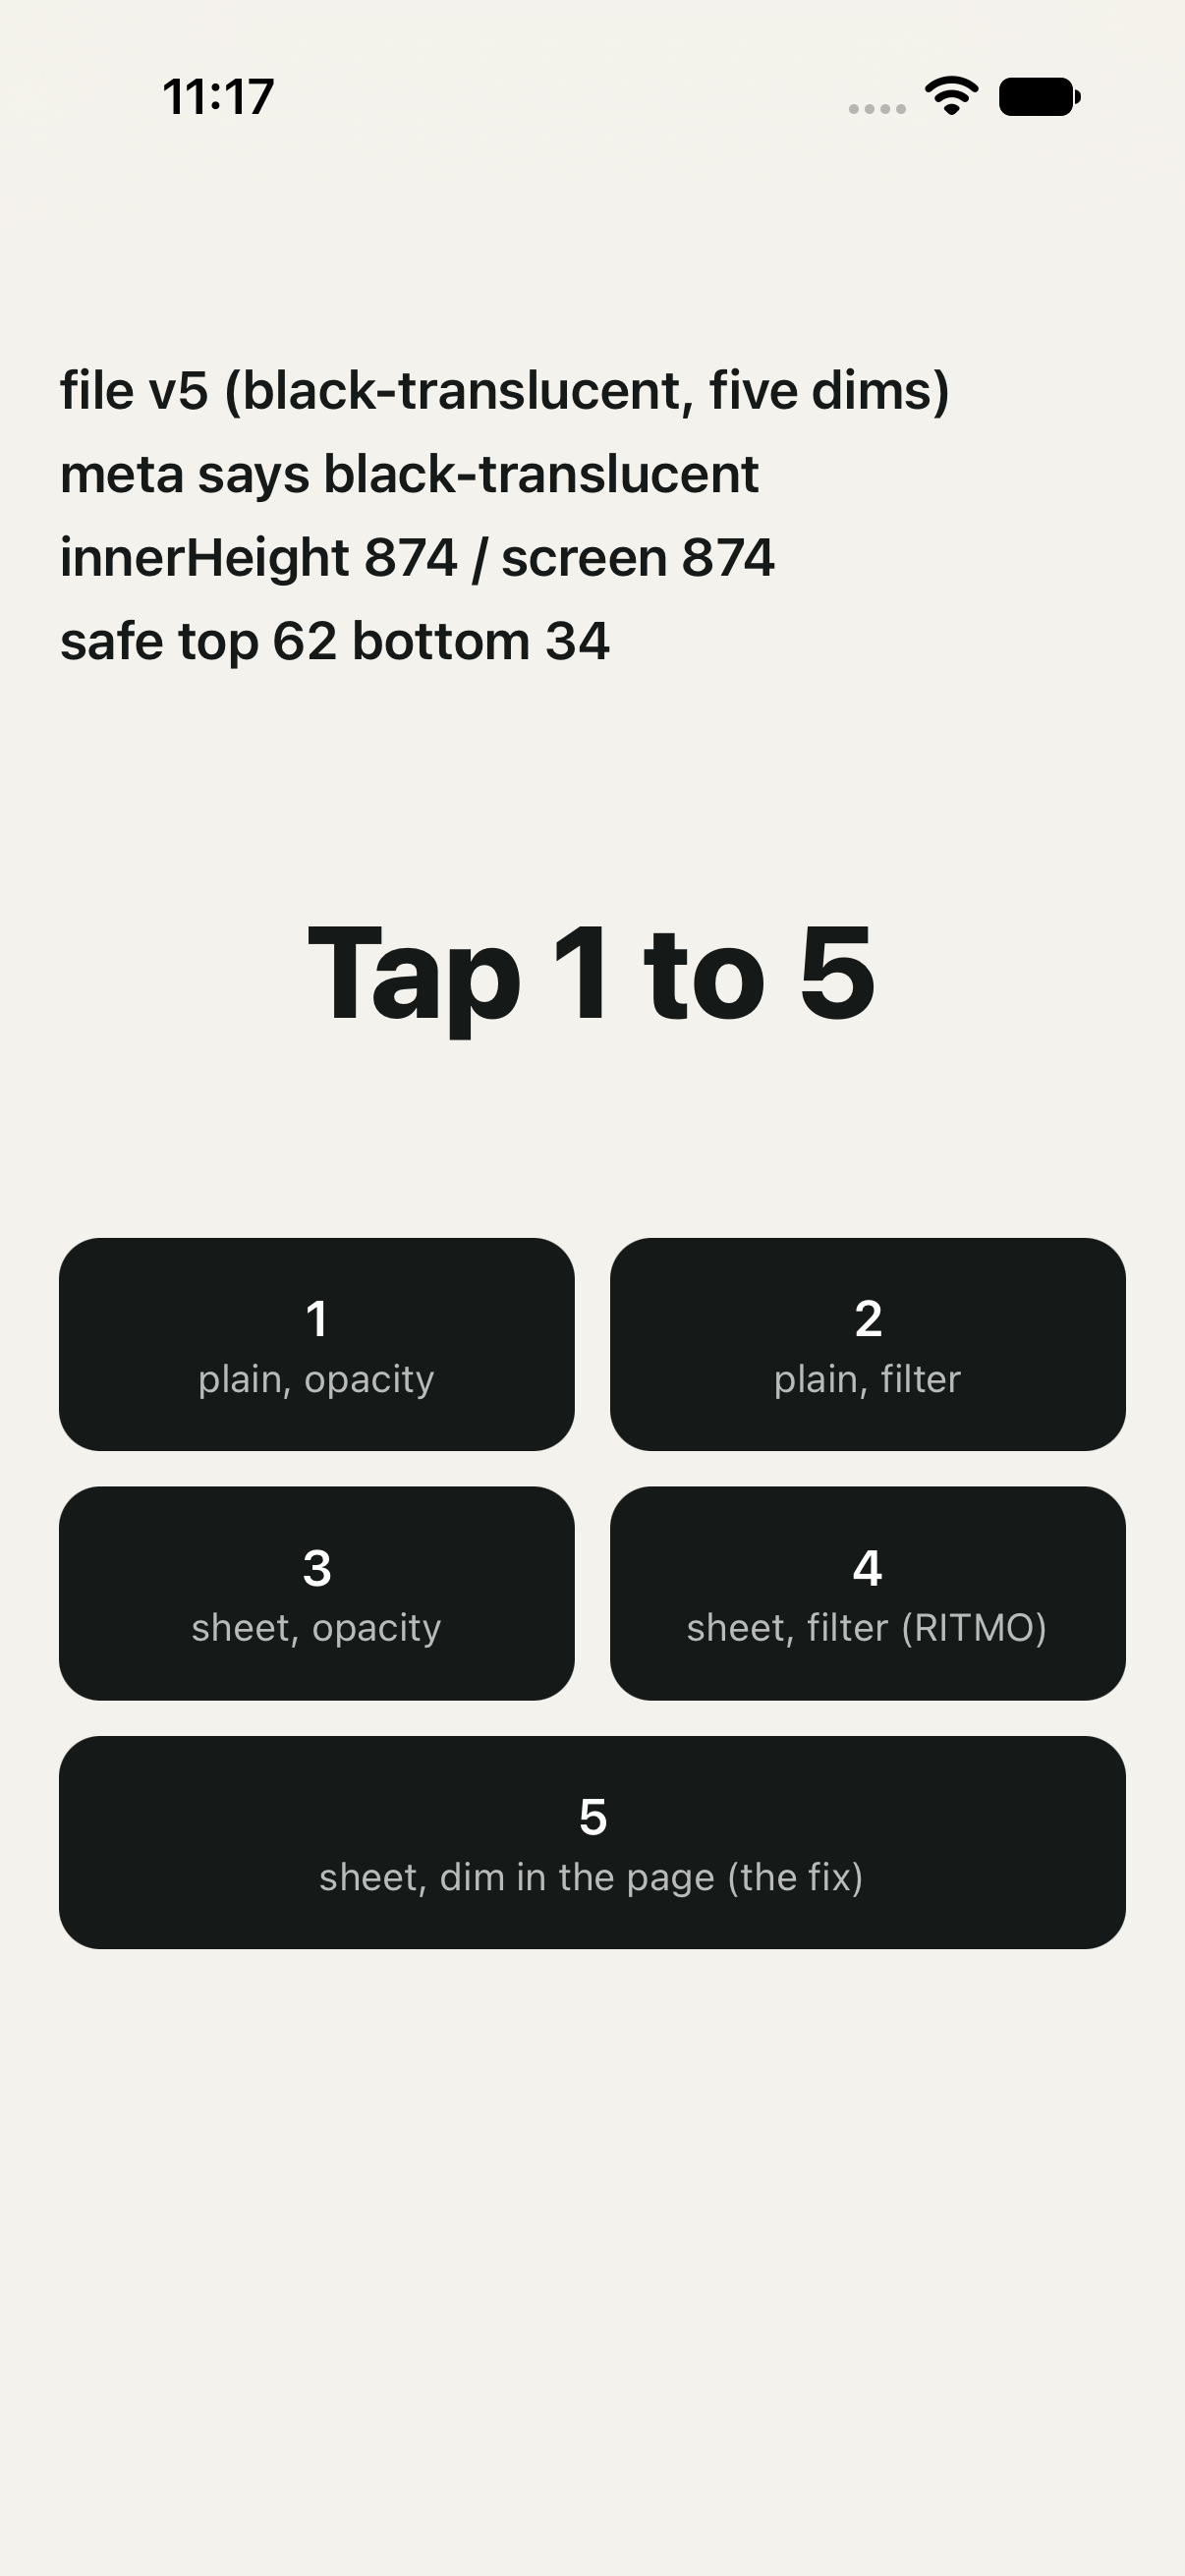 11:17
file v5 (black-translucent, five dims)
meta says black-translucent
innerHeight 874 / screen 874
safe top 62 bottom 34
Tap 1 to 5
1
plain, opacity
2
plain, filter
3
sheet, opacity
4
sheet, filter (RITMO)
5
sheet, dim in the page (the fix)